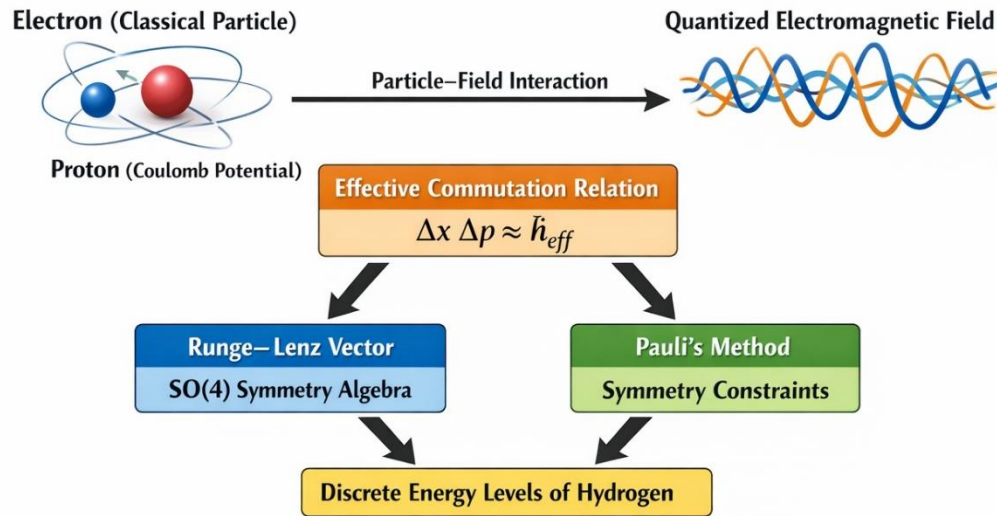 Electron (Classical Particle)
Quantized Electromagnetic Field
Particle–Field Interaction
Proton (Coulomb Potential)
Effective Commutation Relation
Δx Δp ≈ ħ_eff
Runge–Lenz Vector
SO(4) Symmetry Algebra
Pauli's Method
Symmetry Constraints
Discrete Energy Levels of Hydrogen